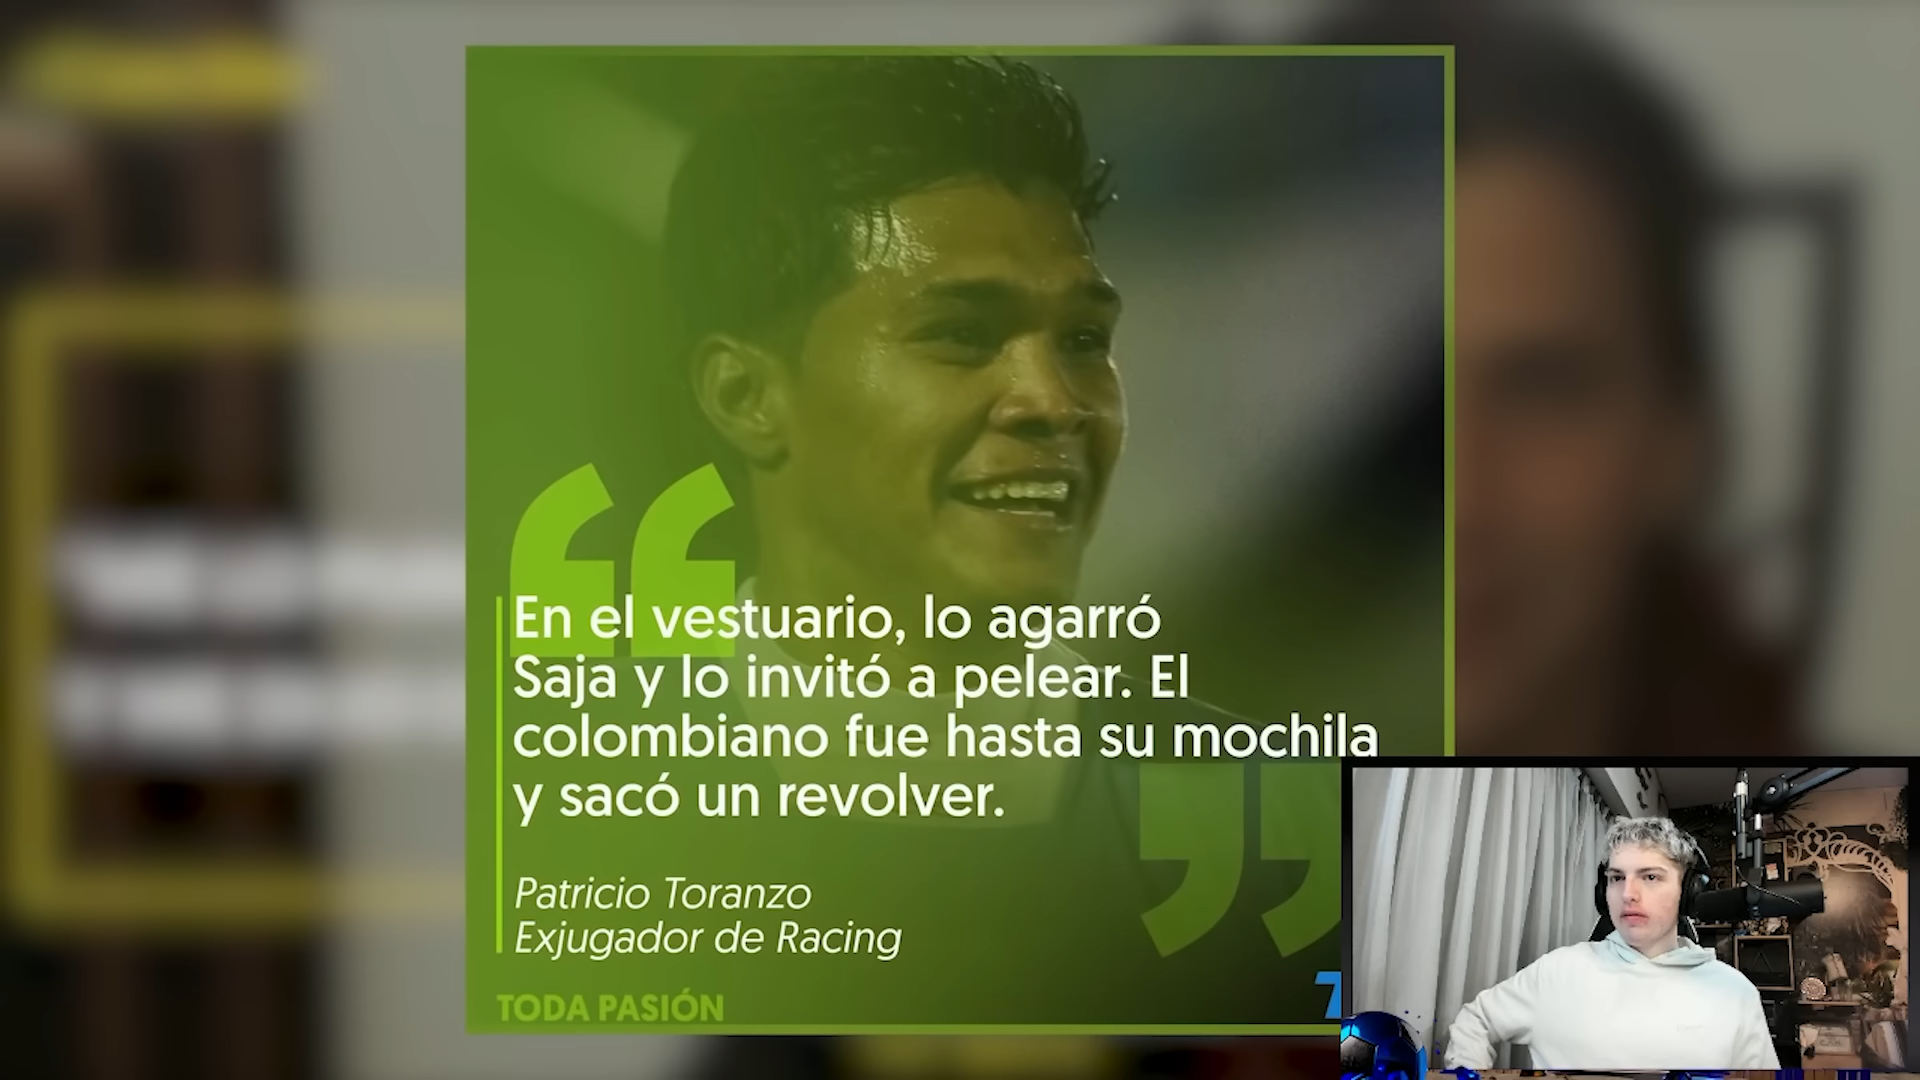 En el vestuario, lo agarró
Saja y lo invitó a pelear. El
colombiano fue hasta su mochila
y sacó un revolver.
Patricio Toranzo
Exjugador de Racing
TODA PASIÓN